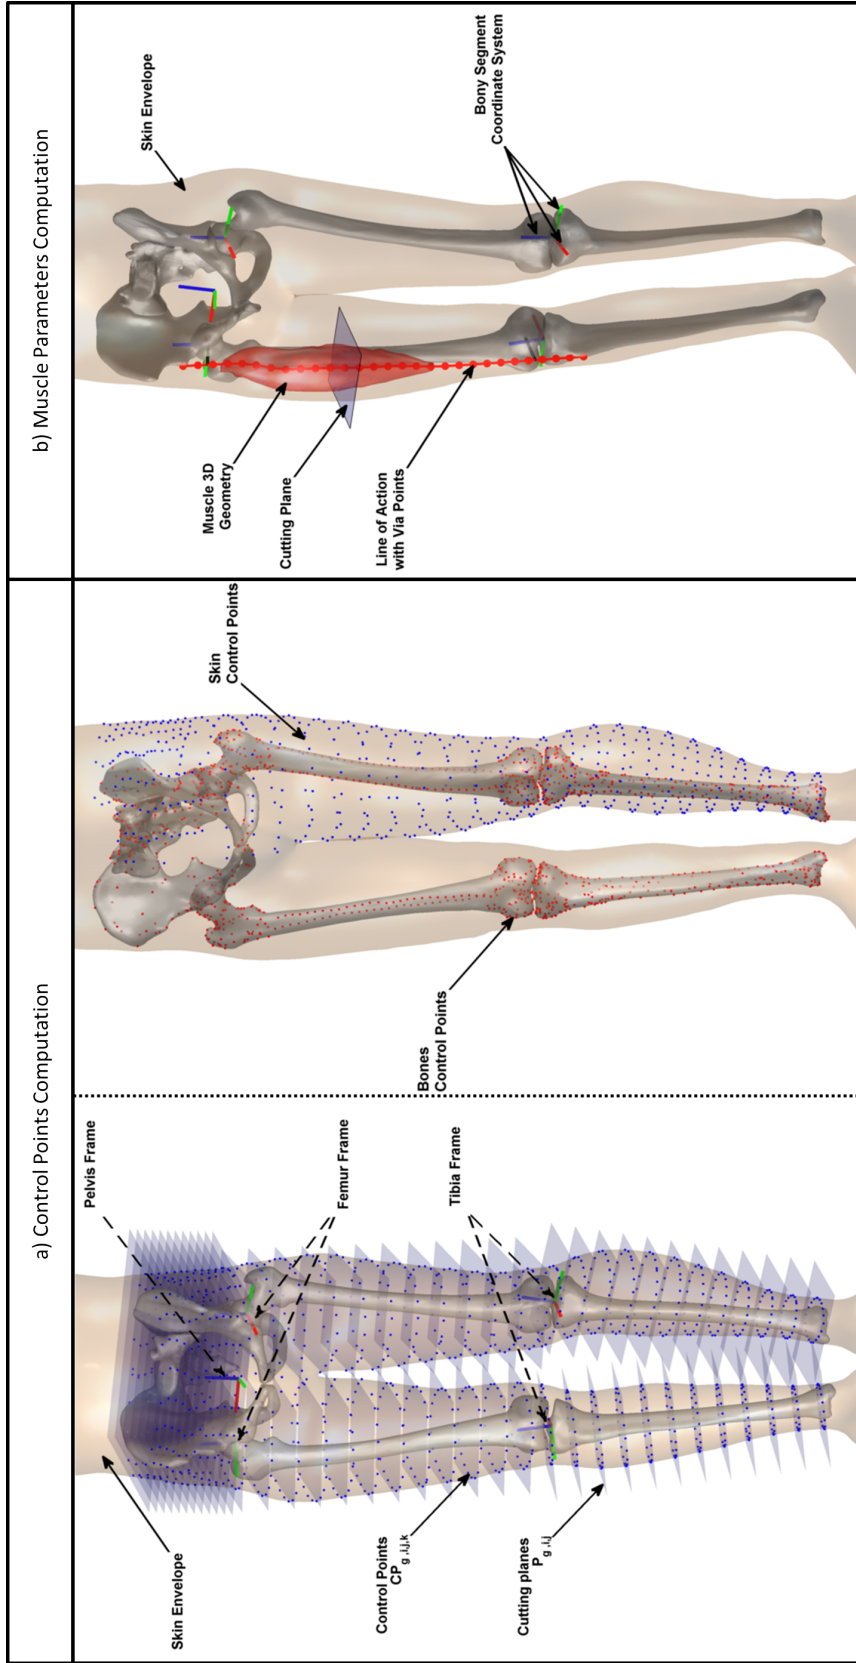 a) Control Points Computation
b) Muscle Parameters Computation
Pelvis Frame
Skin Envelope
Femur Frame
Control Points
CP g,i,j,k
Tibia Frame
Cutting planes
P g,i,j
Skin
Control Points
Bones
Control Points
Skin Envelope
Muscle 3D
Geometry
Cutting Plane
Line of Action
with Via Points
Bony Segment
Coordinate System